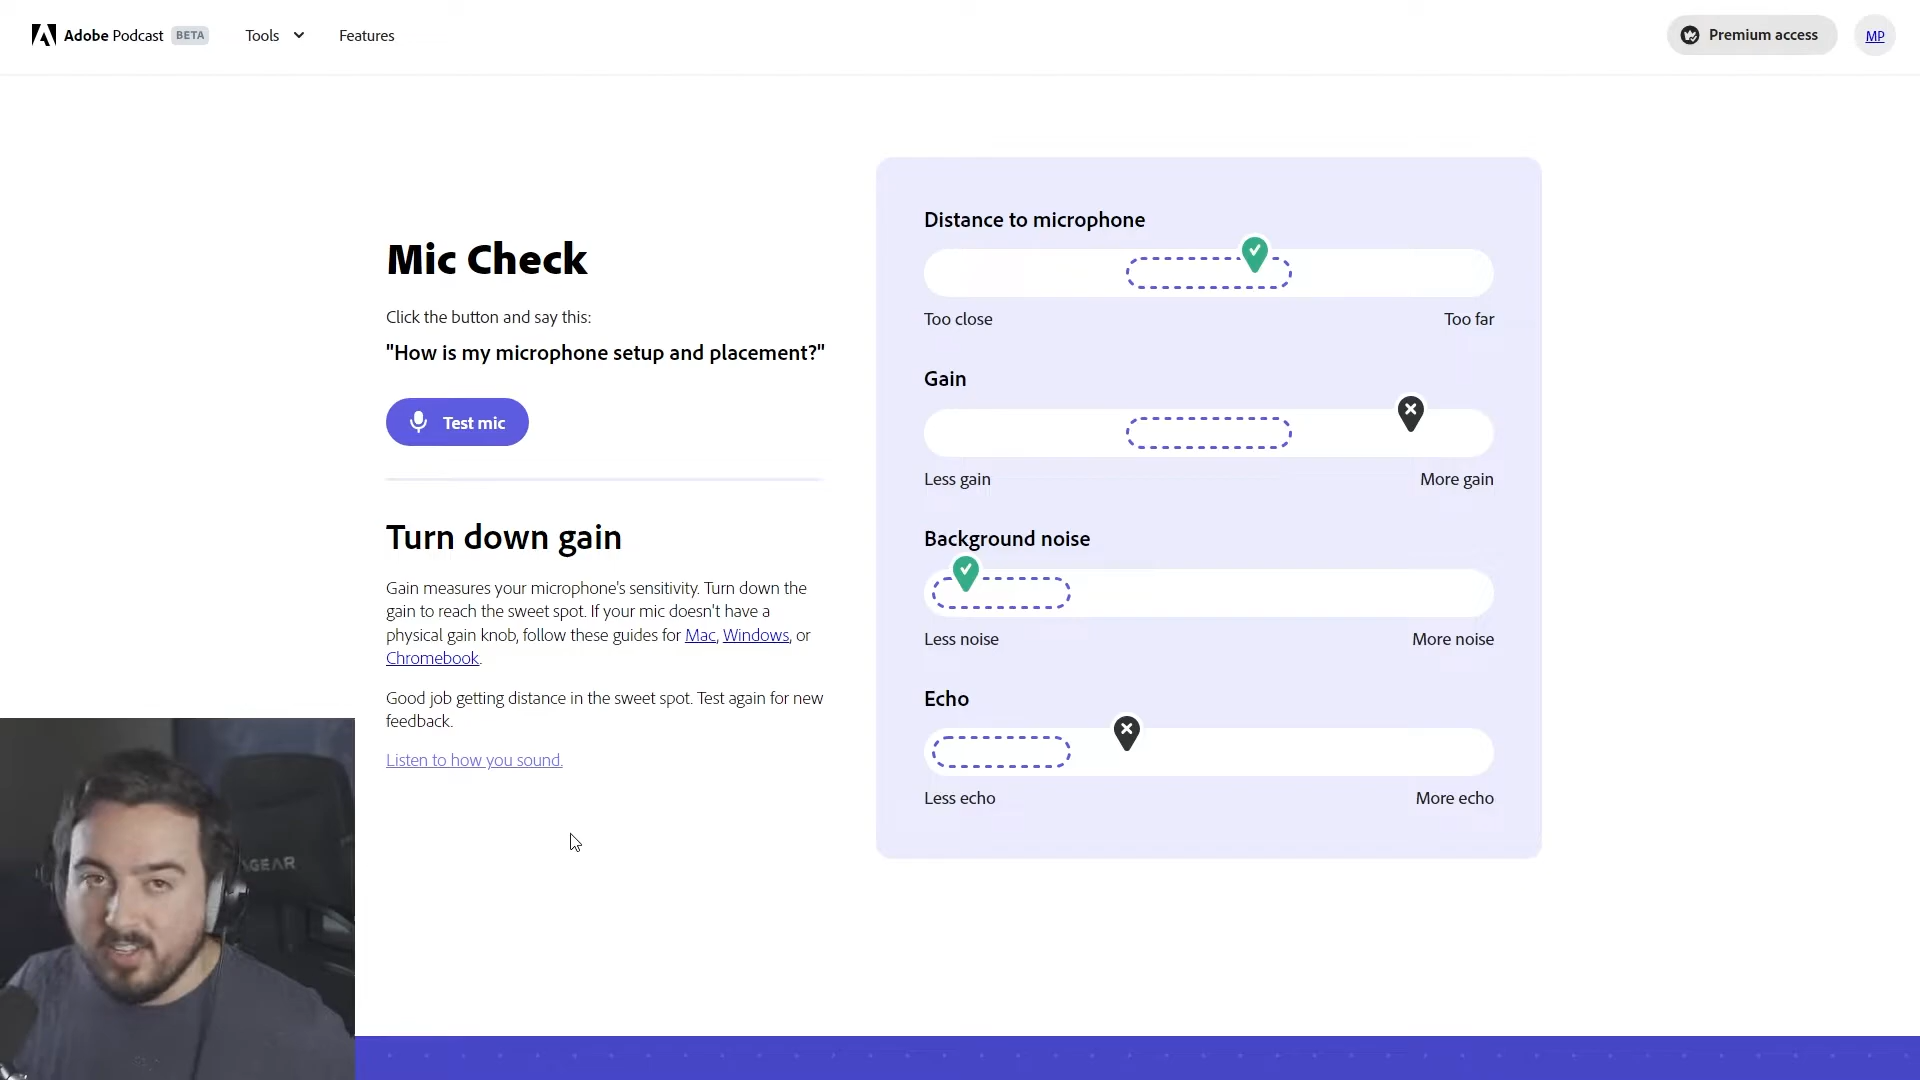 Adobe Podcast BETA Tools Features Premium access MP
Mic Check
Click the button and say this:
"How is my microphone setup and placement?"
Test mic
Turn down gain
Gain measures your microphone's sensitivity. Turn down the
gain to reach the sweet spot. If your mic doesn't have a
physical gain knob, follow these guides for Mac, Windows, or
Chromebook.
Good job getting distance in the sweet spot. Test again for new
feedback.
Listen to how you sound.
Distance to microphone
Too close Too far
Gain
Less gain More gain
Background noise
Less noise More noise
Echo
Less echo More echo